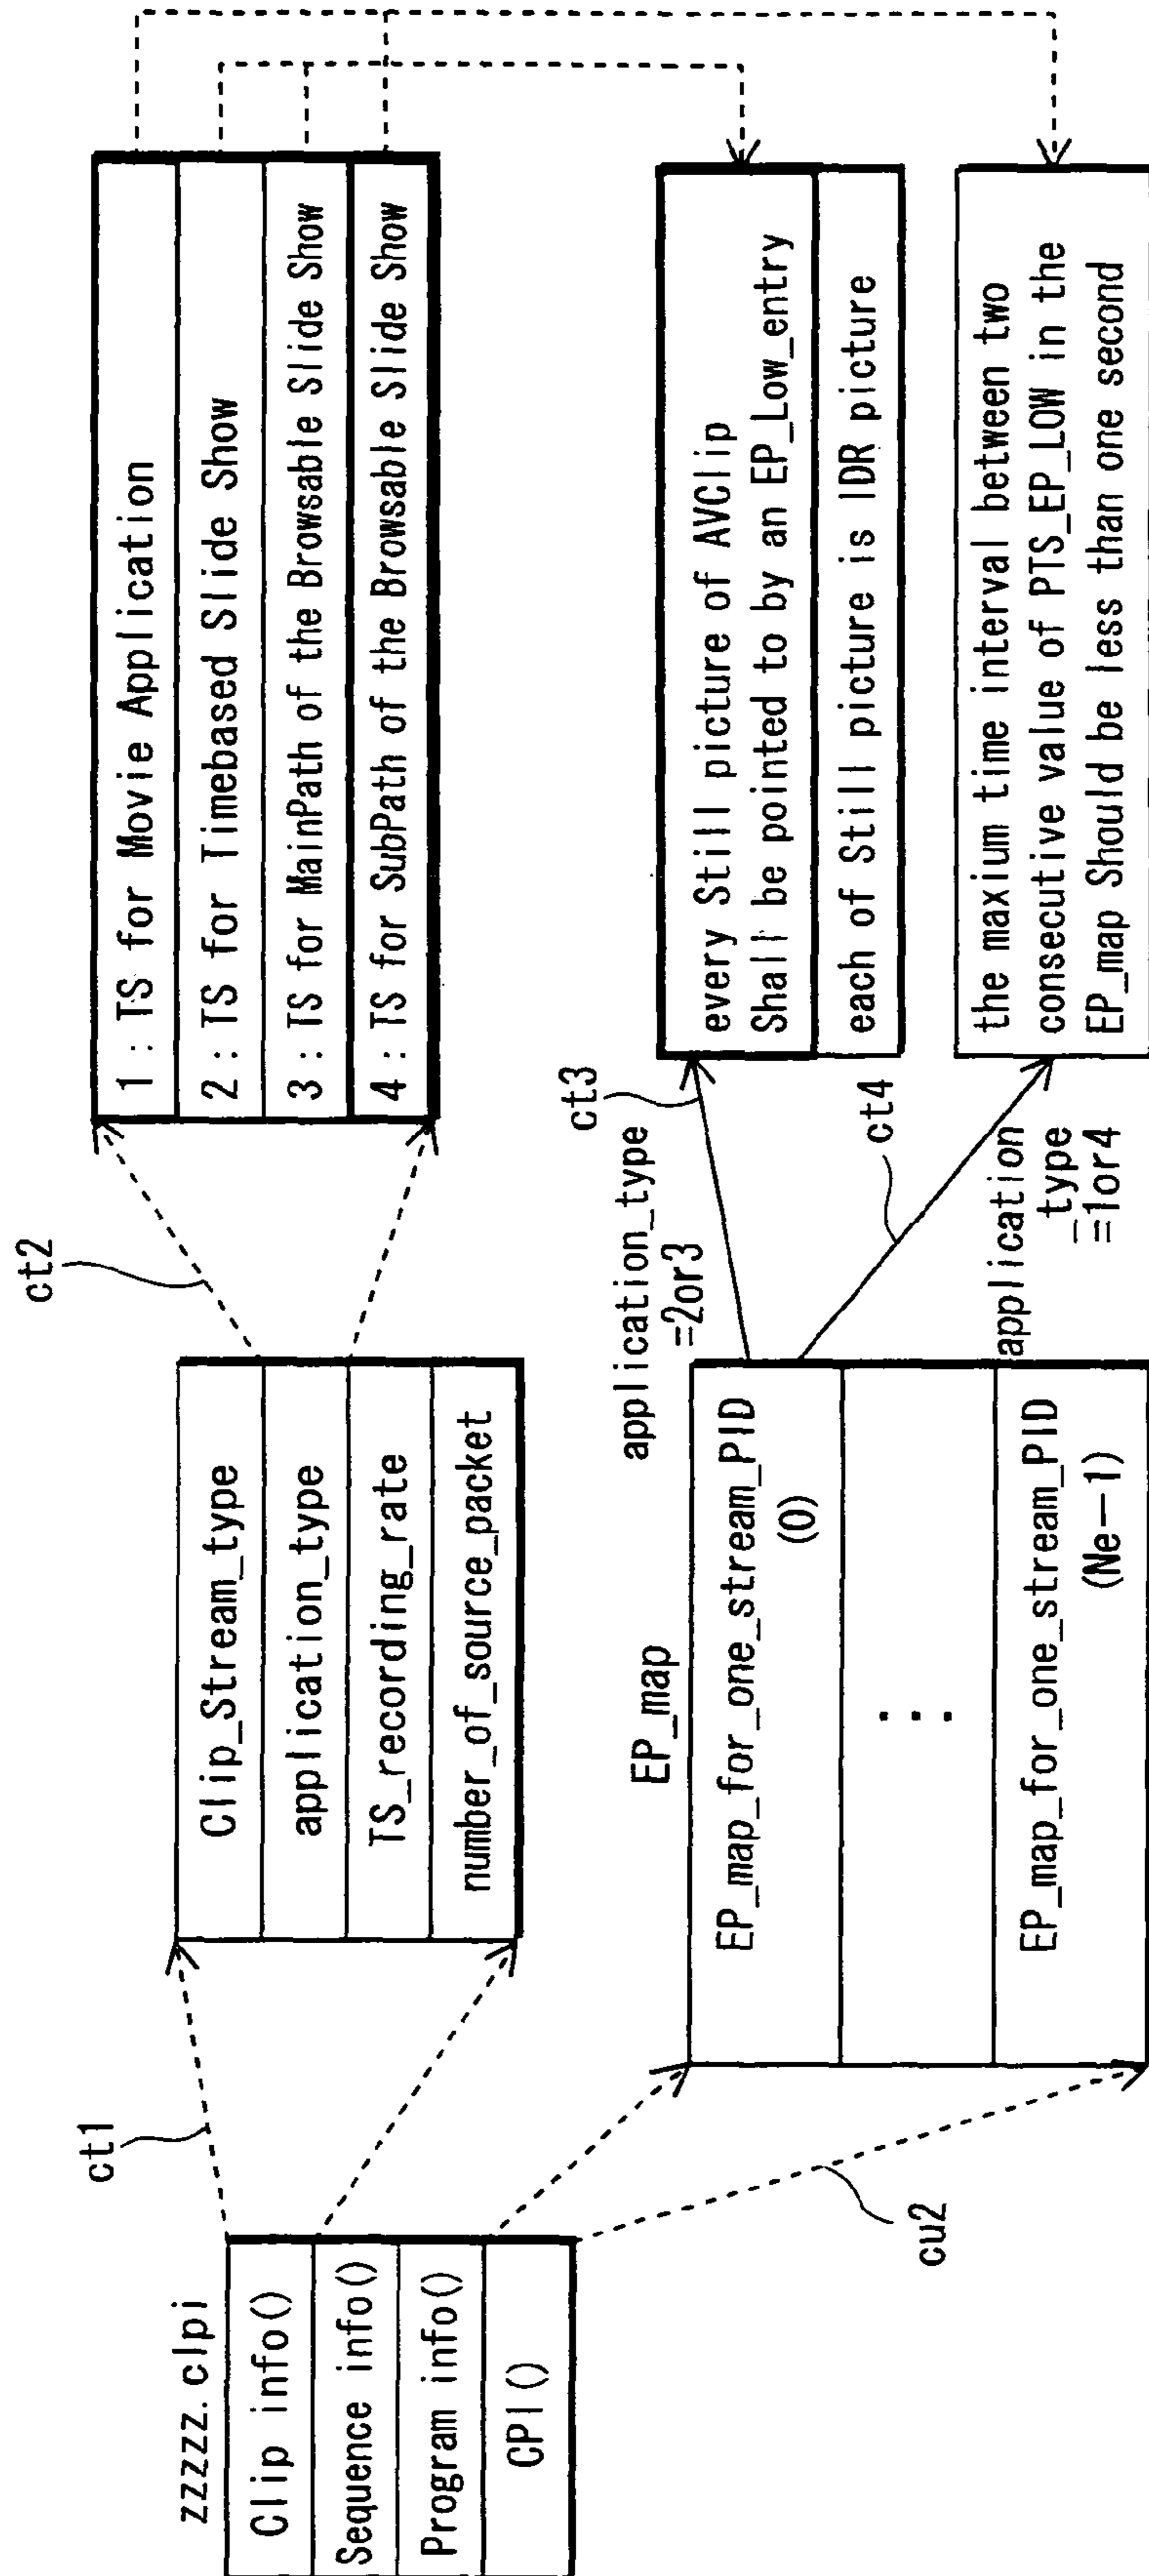 zzzzz.clpi
Clip info()
Sequence info()
Program info()
CPI()
ct1
Clip_Stream_type
application_type
TS_recording_rate
number_of_source_packet
ct2
1:TS for Movie Application
2:TS for Timebased Slide Show
3:TS for MainPath of the Browsable Slide Show
4:TS for SubPath of the Browsable Slide Show
cu2
EP_map
EP_map_for_one_stream_PID
(0)
⋮
EP_map_for_one_stream_PID
(Ne-1)
application_type
=2or3
ct3
ct4
application
_type
=1or4
every Still picture of AVClip
Shall be pointed to by an EP_Low_entry
each of Still picture is IDR picture
the maxium time interval between two
consecutive value of PTS_EP_LOW in the
EP_map Should be less than one second